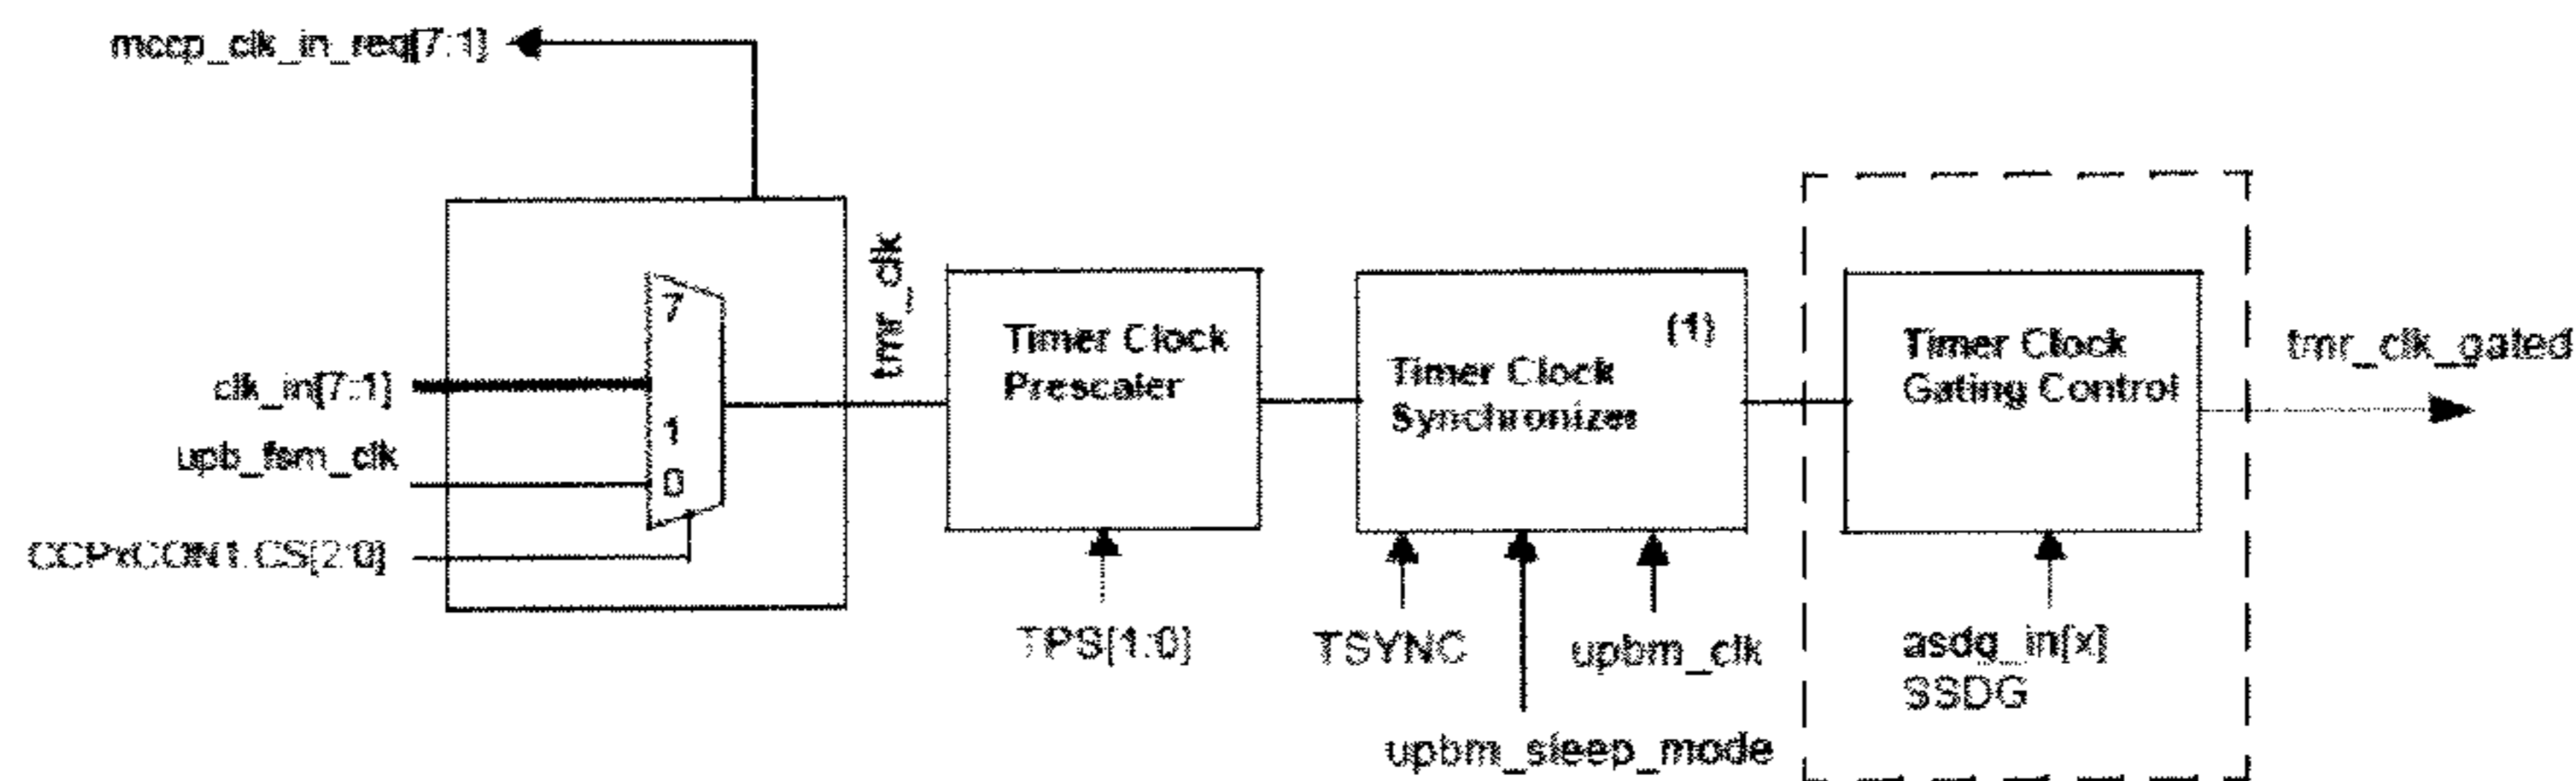 mccp_clk_in_req[7:1]
tmr_clk
7
1
0
clk_in[7:1]
upb_fsm_clk
CCPxCON1.CS[2:0]
Timer Clock
Prescaler
TPS[1:0]
(1)
Timer Clock
Synchronizer
TSYNC
upbm_clk
upbm_sleep_mode
Timer Clock
Gating Control
asdg_in[x]
SSDG
tmr_clk_gated